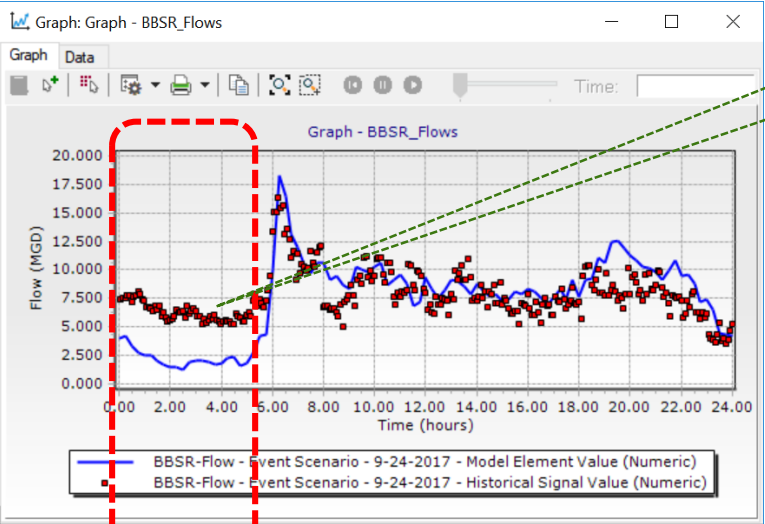 Graph: Graph - BBSR_Flows
Graph Data
Time:
Graph - BBSR_Flows
Flow (MGD)
20.000
17.500
15.000
12.500
10.000
7.500
5.000
2.500
0.000
0.00 2.00 4.00 6.00 8.00 10.00 12.00 14.00 16.00 18.00 20.00 22.00 24.00
Time (hours)
BBSR-Flow - Event Scenario - 9-24-2017 - Model Element Value (Numeric)
BBSR-Flow - Event Scenario - 9-24-2017 - Historical Signal Value (Numeric)